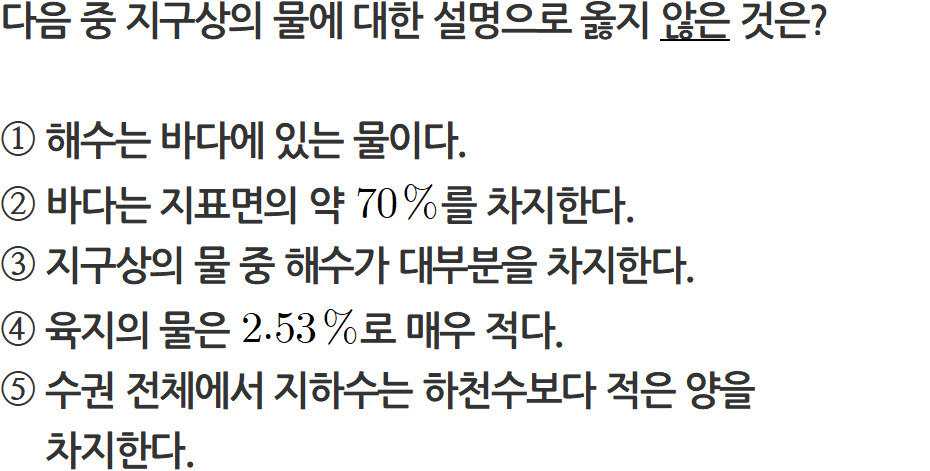 다음 중 지구상의 물에 대한 설명으로 옳지 않은 것은?
① 해수는 바다에 있는 물이다.
② 바다는 지표면의 약 70%를 차지한다.
③ 지구상의 물 중 해수가 대부분을 차지한다.
④ 육지의 물은 2.53%로 매우 적다.
⑤ 수권 전체에서 지하수는 하천수보다 적은 양을
차지한다.